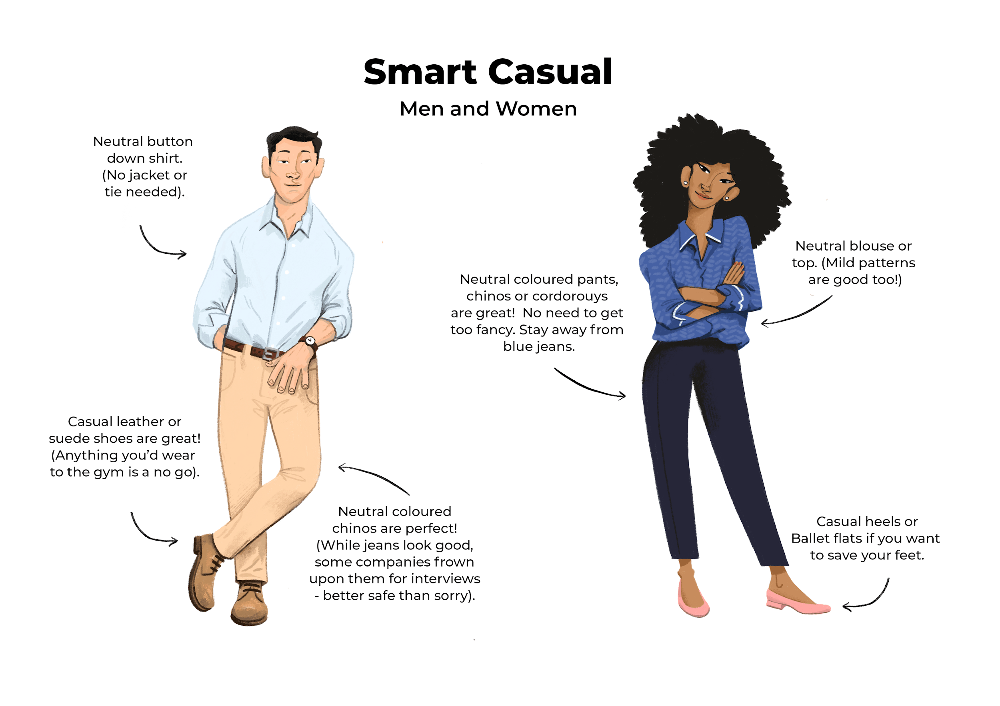 Smart Casual
Men and Women
Neutral button
down shirt.
(No jacket or
tie needed).
Neutral blouse or
top. (Mild patterns
are good too!)
Neutral coloured pants,
chinos or cordorouys
are great!  No need to get
too fancy. Stay away from
blue jeans.
Casual leather or
suede shoes are great!
(Anything you’d wear
to the gym is a no go).
Neutral coloured
chinos are perfect!
(While jeans look good,
some companies frown
upon them for interviews
- better safe than sorry).
Casual heels or
Ballet flats if you want
to save your feet.